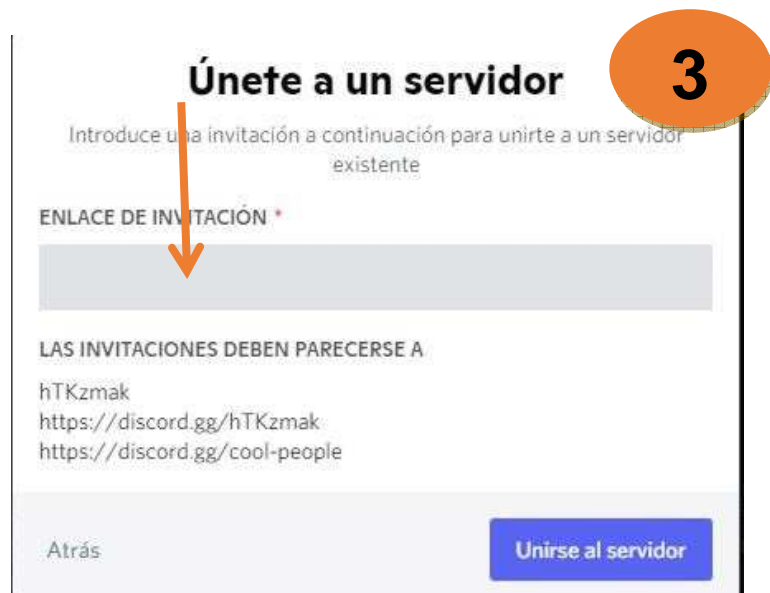 3
Únete a un servidor
Introduce una invitación a continuación para unirte a un servidor
existente
ENLACE DE INVITACIÓN *
LAS INVITACIONES DEBEN PARECERSE A
hTKzmak
https://discord.gg/hTKzmak
https://discord.gg/cool-people
Atrás
Unirse al servidor